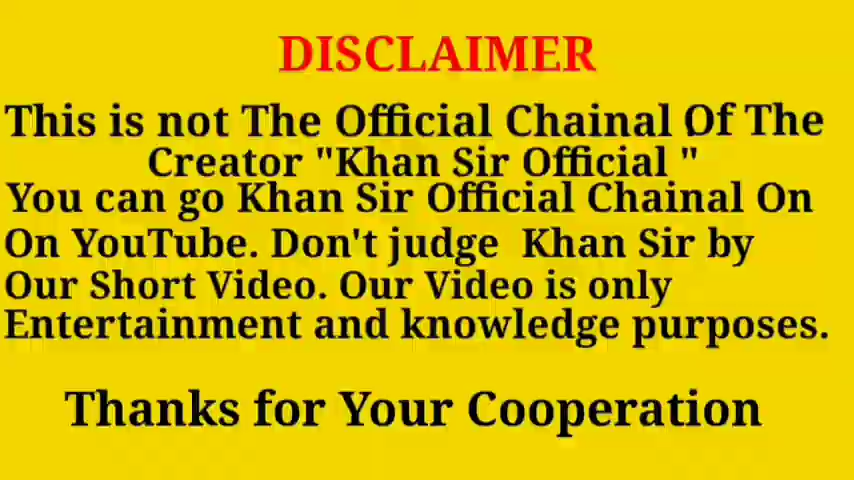 DISCLAIMER
This is not The Official Chainal Of The
Creator "Khan Sir Official "
You can go Khan Sir Official Chainal On
On YouTube. Don't judge Khan Sir by
Our Short Video. Our Video is only
Entertainment and knowledge purposes.
Thanks for Your Cooperation